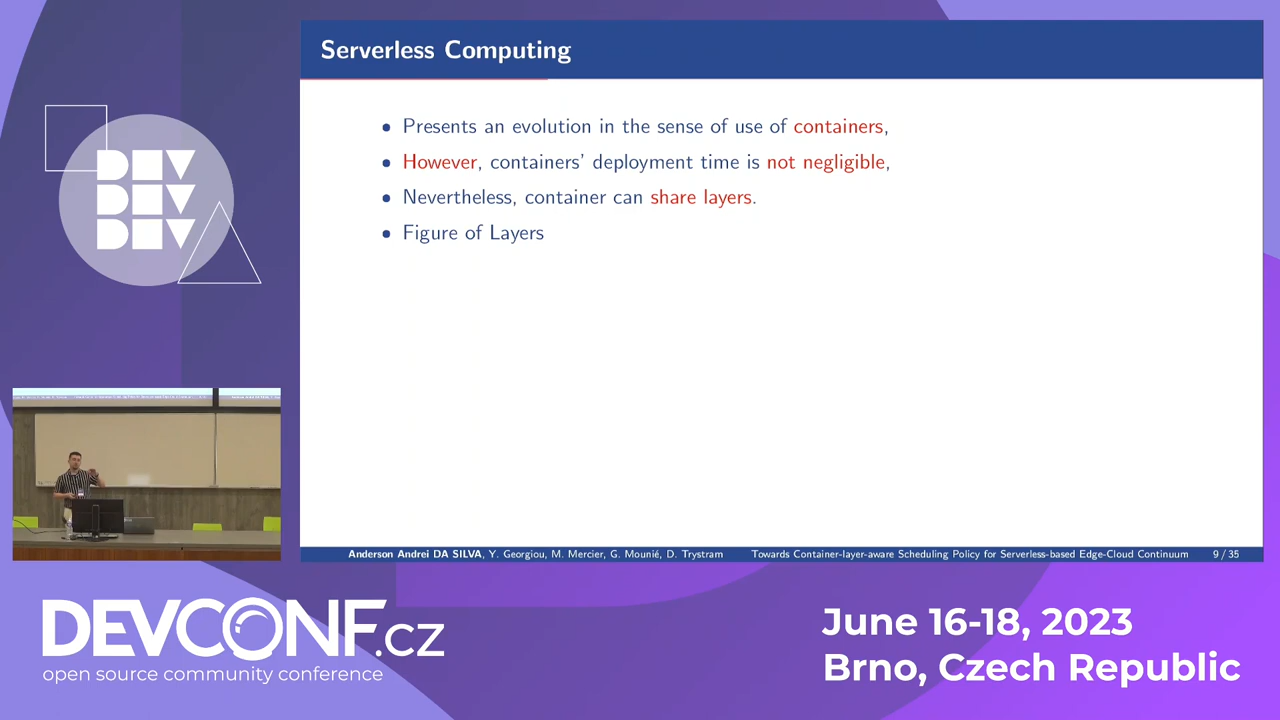 Serverless Computing
• Presents an evolution in the sense of use of containers,
• However, containers' deployment time is not negligible,
• Nevertheless, container can share layers.
• Figure of Layers
Anderson Andrei DA SILVA, Y. Georgiou, M. Mercier, G. Mounié, D. Trystram Towards Container-layer-aware Scheduling Policy for Serverless-based Edge-Cloud Continuum 9 / 35
DEV
DEV
DEV
DEVCONF.cz
open source community conference
June 16-18, 2023
Brno, Czech Republic